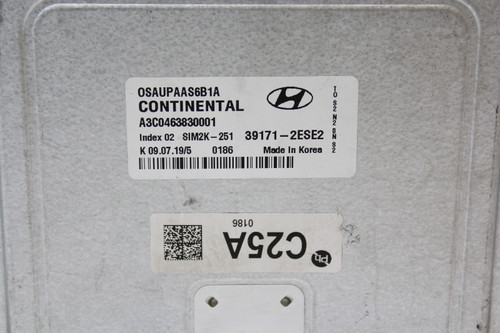 OSAUPAAS6B1A
CONTINENTAL
A3C0463830001
Index 02 SIM2K-251 39171-2ESE2
K 09.07.19/5 0186 Made in Korea
C25A
0186